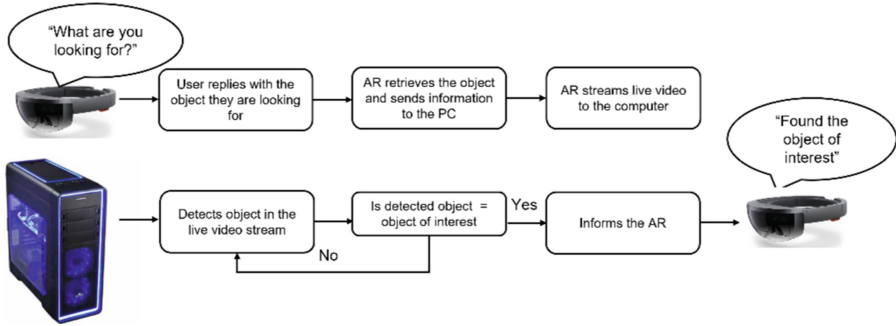 “What are you
looking for?”
User replies with the
object they are looking
for
AR retrieves the object
and sends information
to the PC
AR streams live video
to the computer
“Found the
object of
interest”
Detects object in the
live video stream
Is detected object =
object of interest
Yes
No
Informs the AR